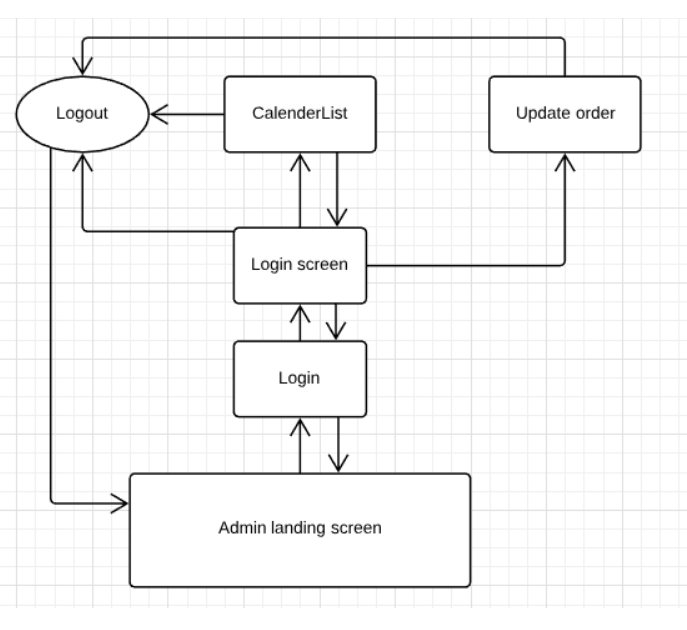 Logout
CalenderList
Update order
Login screen
Login
Admin landing screen